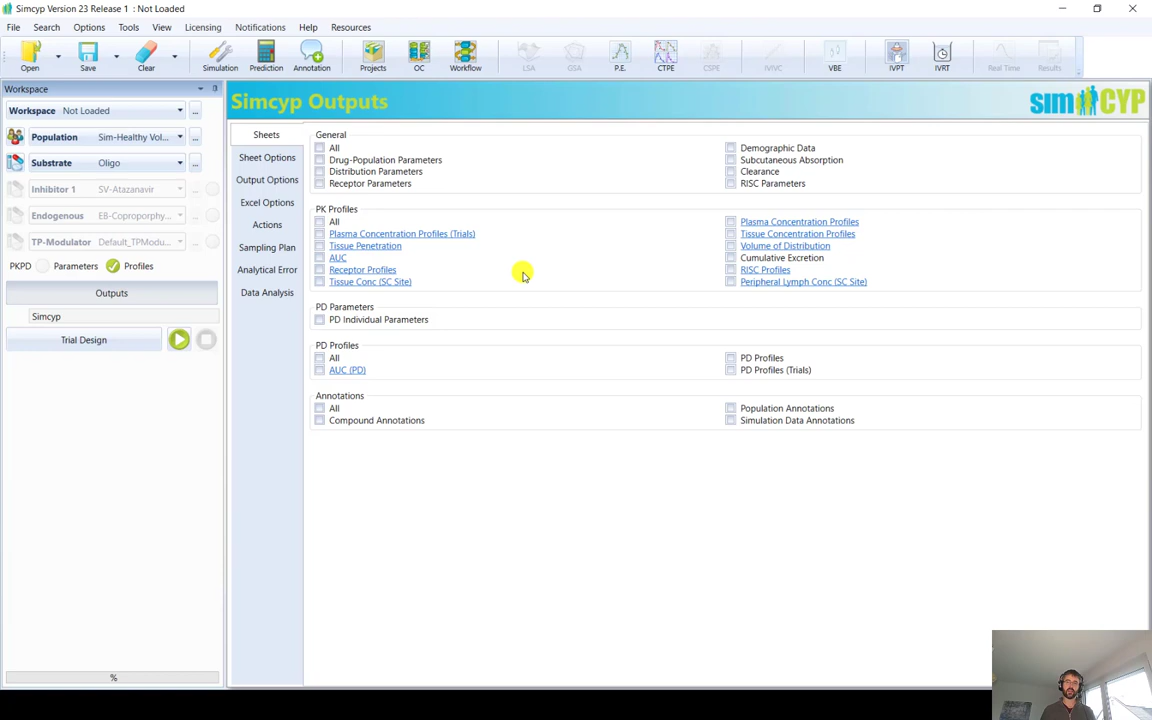 Simcyp Version 23 Release 1 : Not Loaded
File Search Options Tools View Licensing Notifications Help Resources
Open Save Clear Simulation Prediction Annotation Projects OC Workflow LSA GSA P.E. CTPE CSPE IVIVC VBE IVPT IVRT Real Time Results
Workspace
Workspace Not Loaded ...
Population Sim-Healthy Vol... ...
Substrate Oligo ...
Inhibitor 1 SV-Atazanavir ...
Endogenous EB-Coproporphy... ...
TP-Modulator Default_TPModu... ...
PKPD Parameters Profiles
Outputs
Simcyp
Trial Design
%
Simcyp Outputs
SIMCYP
Sheets
Sheet Options
Output Options
Excel Options
Actions
Sampling Plan
Analytical Error
Data Analysis
General
All
Demographic Data
Drug-Population Parameters
Subcutaneous Absorption
Distribution Parameters
Clearance
Receptor Parameters
RISC Parameters
PK Profiles
All
Plasma Concentration Profiles
Plasma Concentration Profiles (Trials)
Tissue Concentration Profiles
Tissue Penetration
Volume of Distribution
AUC
Cumulative Excretion
Receptor Profiles
RISC Profiles
Tissue Conc (SC Site)
Peripheral Lymph Conc (SC Site)
PD Parameters
PD Individual Parameters
PD Profiles
All
PD Profiles
AUC (PD)
PD Profiles (Trials)
Annotations
All
Population Annotations
Compound Annotations
Simulation Data Annotations